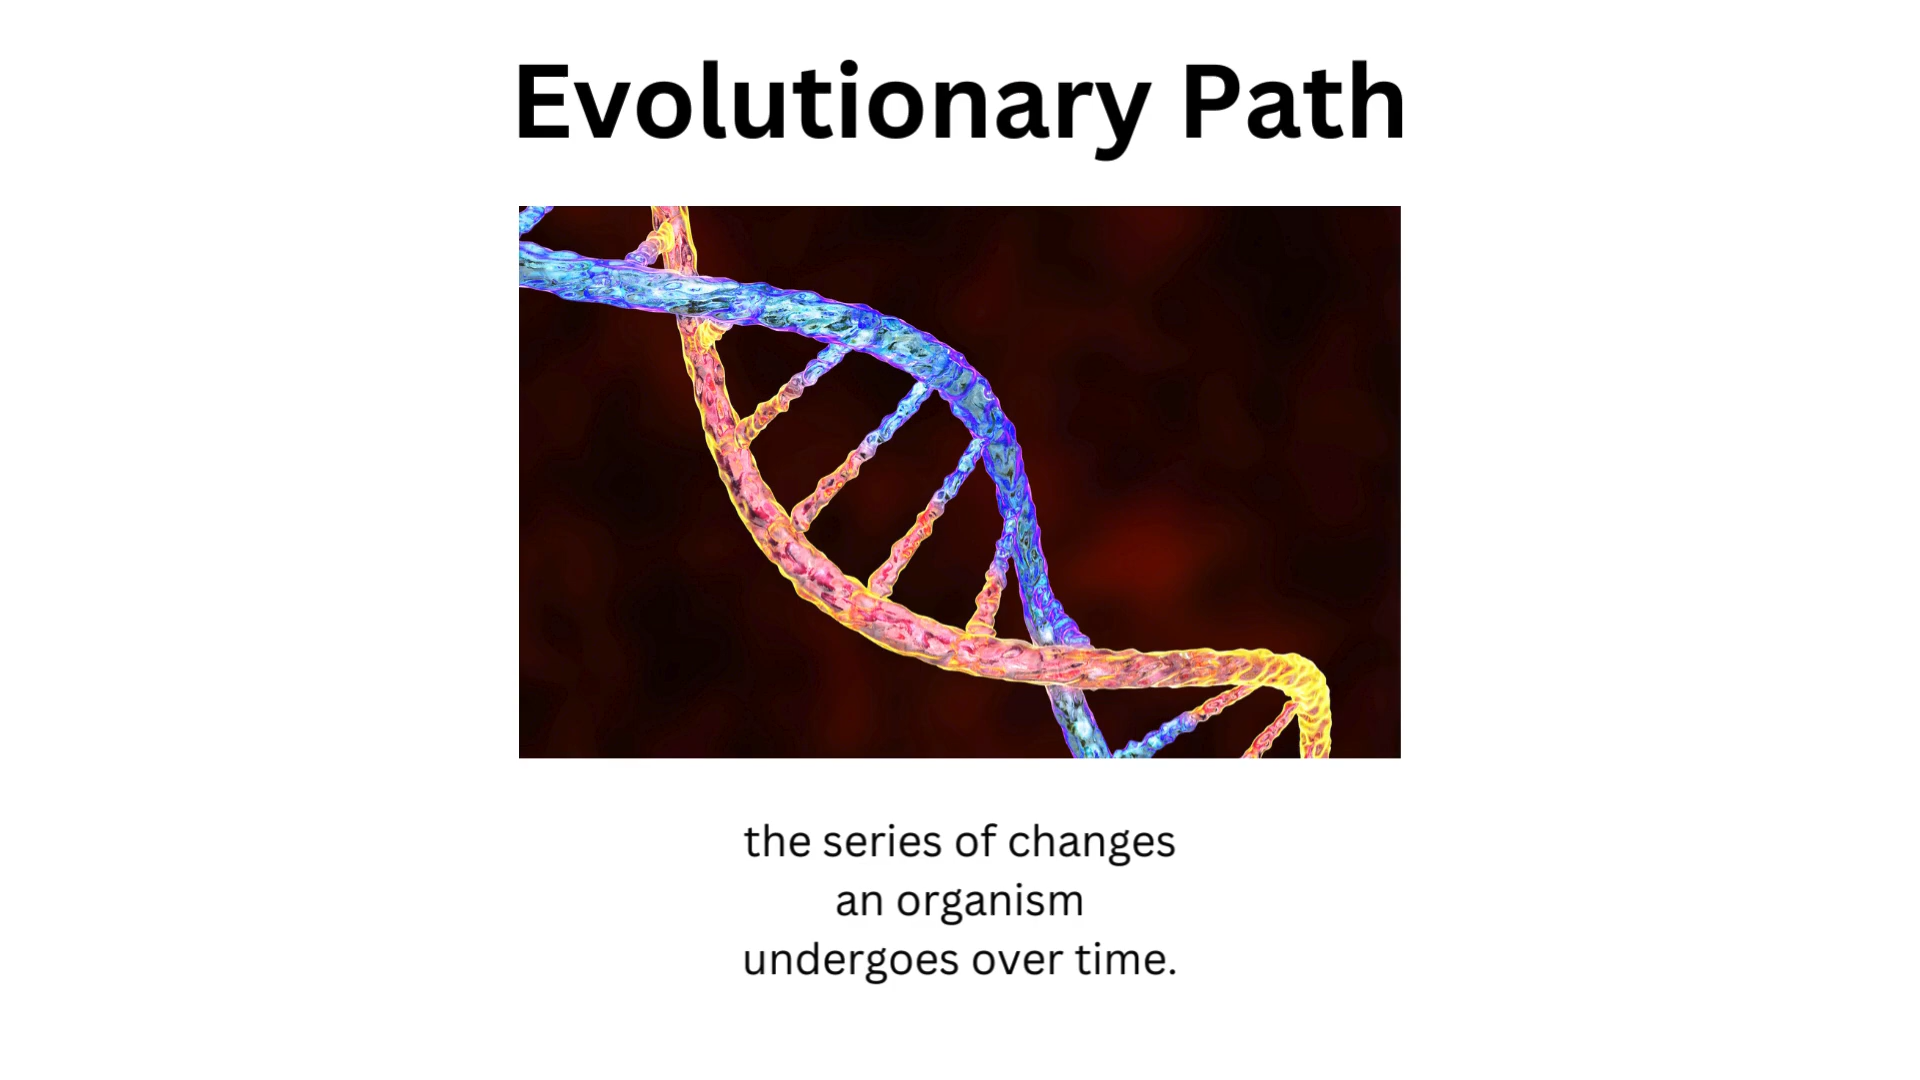 Evolutionary Path
the series of changes
an organism
undergoes over time.